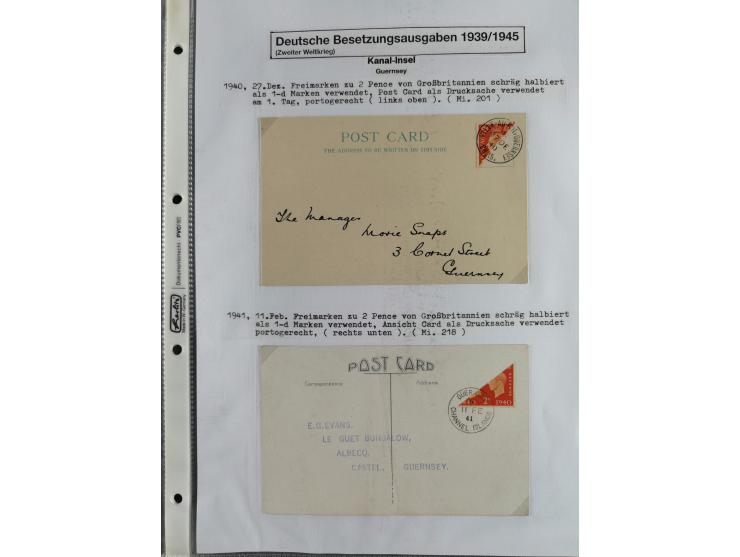 Deutsche Besetzungsausgaben 1939/1945
(Zweiter Weltkrieg)
Kanal-Insel
Guernsey
1940, 27.Dez. Freimarken zu 2 Pence von Großbritannien schräg halbiert
als 1-d Marken verwendet, Post Card als Drucksache verwendet
am 1. Tag, portogerecht ( links oben ). ( Mi. 201 )
POST CARD
THE ADDRESS TO BE WRITTEN ON THIS SIDE
The Manager
Movie Snaps
3 Cornet Street
Guernsey
1941, 11.Feb. Freimarken zu 2 Pence von Großbritannien schräg halbiert
als 1-d Marken verwendet, Ansicht Card als Drucksache verwendet
portogerecht, ( rechts unten ). ( Mi. 218 )
POST CARD
Correspondence
Address
GUER
11 FE
41
CHANNEL ISLANDS
2D
1940
E.G.EVANS.
LE GUET BUNGALOW,
ALBECQ,
CASTEL, GUERNSEY.
Herlitz